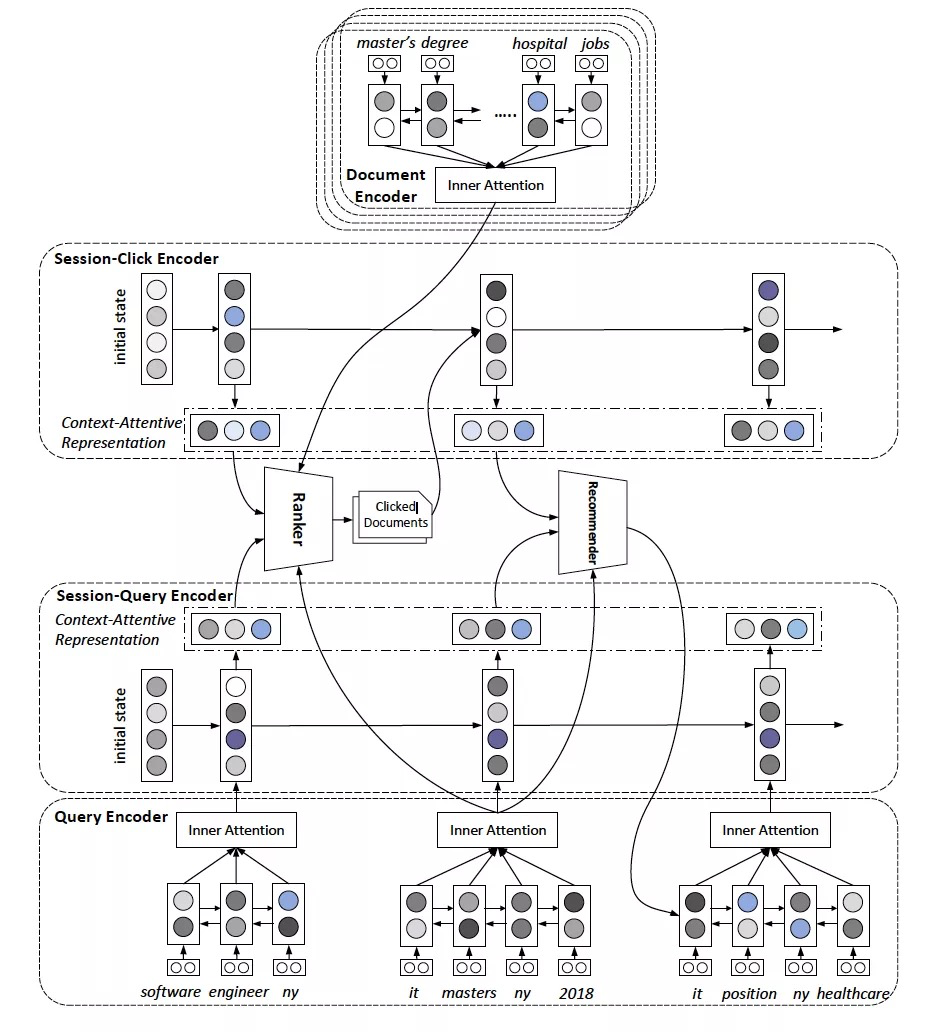 master's degree hospital jobs
.....
Document
Encoder
Inner Attention
Session-Click Encoder
initial state
Context-Attentive
Representation
Ranker
Clicked
Documents
Recommender
Session-Query Encoder
Context-Attentive
Representation
initial state
Query Encoder
Inner Attention
Inner Attention
Inner Attention
software engineer ny
it masters ny 2018
it position ny healthcare